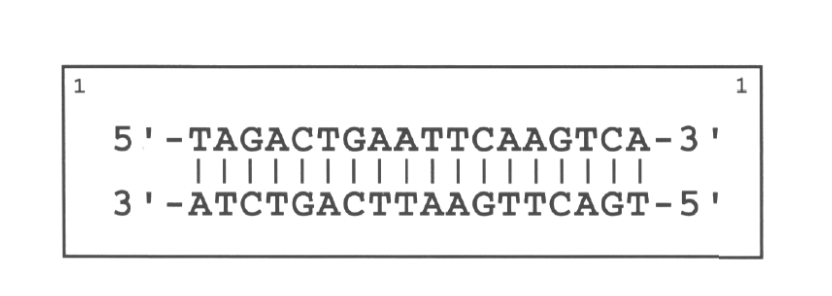 1 1
5'-TAGACTGAATTCAAGTCA-3'
3'-ATCTGACTTAAGTTCAGT-5'